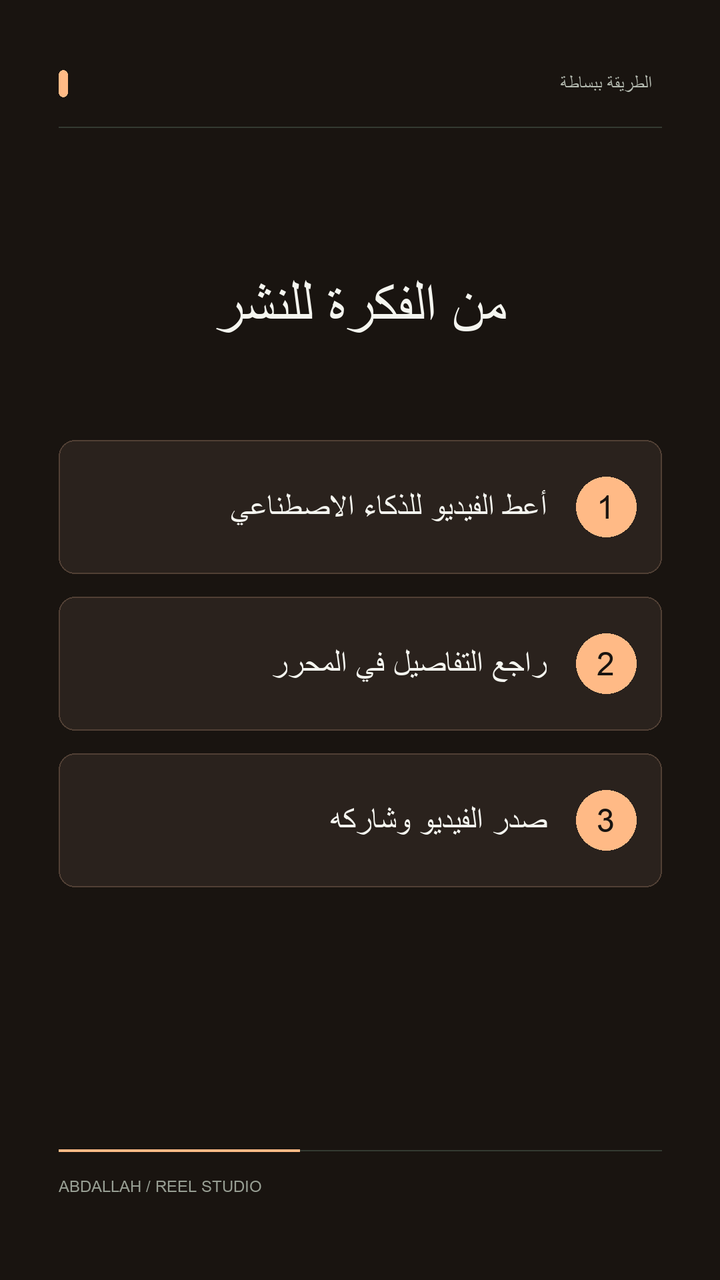 الطريقة ببساطة
من الفكرة للنشر
1 أعط الفيديو للذكاء الاصطناعي
2 راجع التفاصيل في المحرر
3 صدر الفيديو وشاركه
ABDALLAH / REEL STUDIO